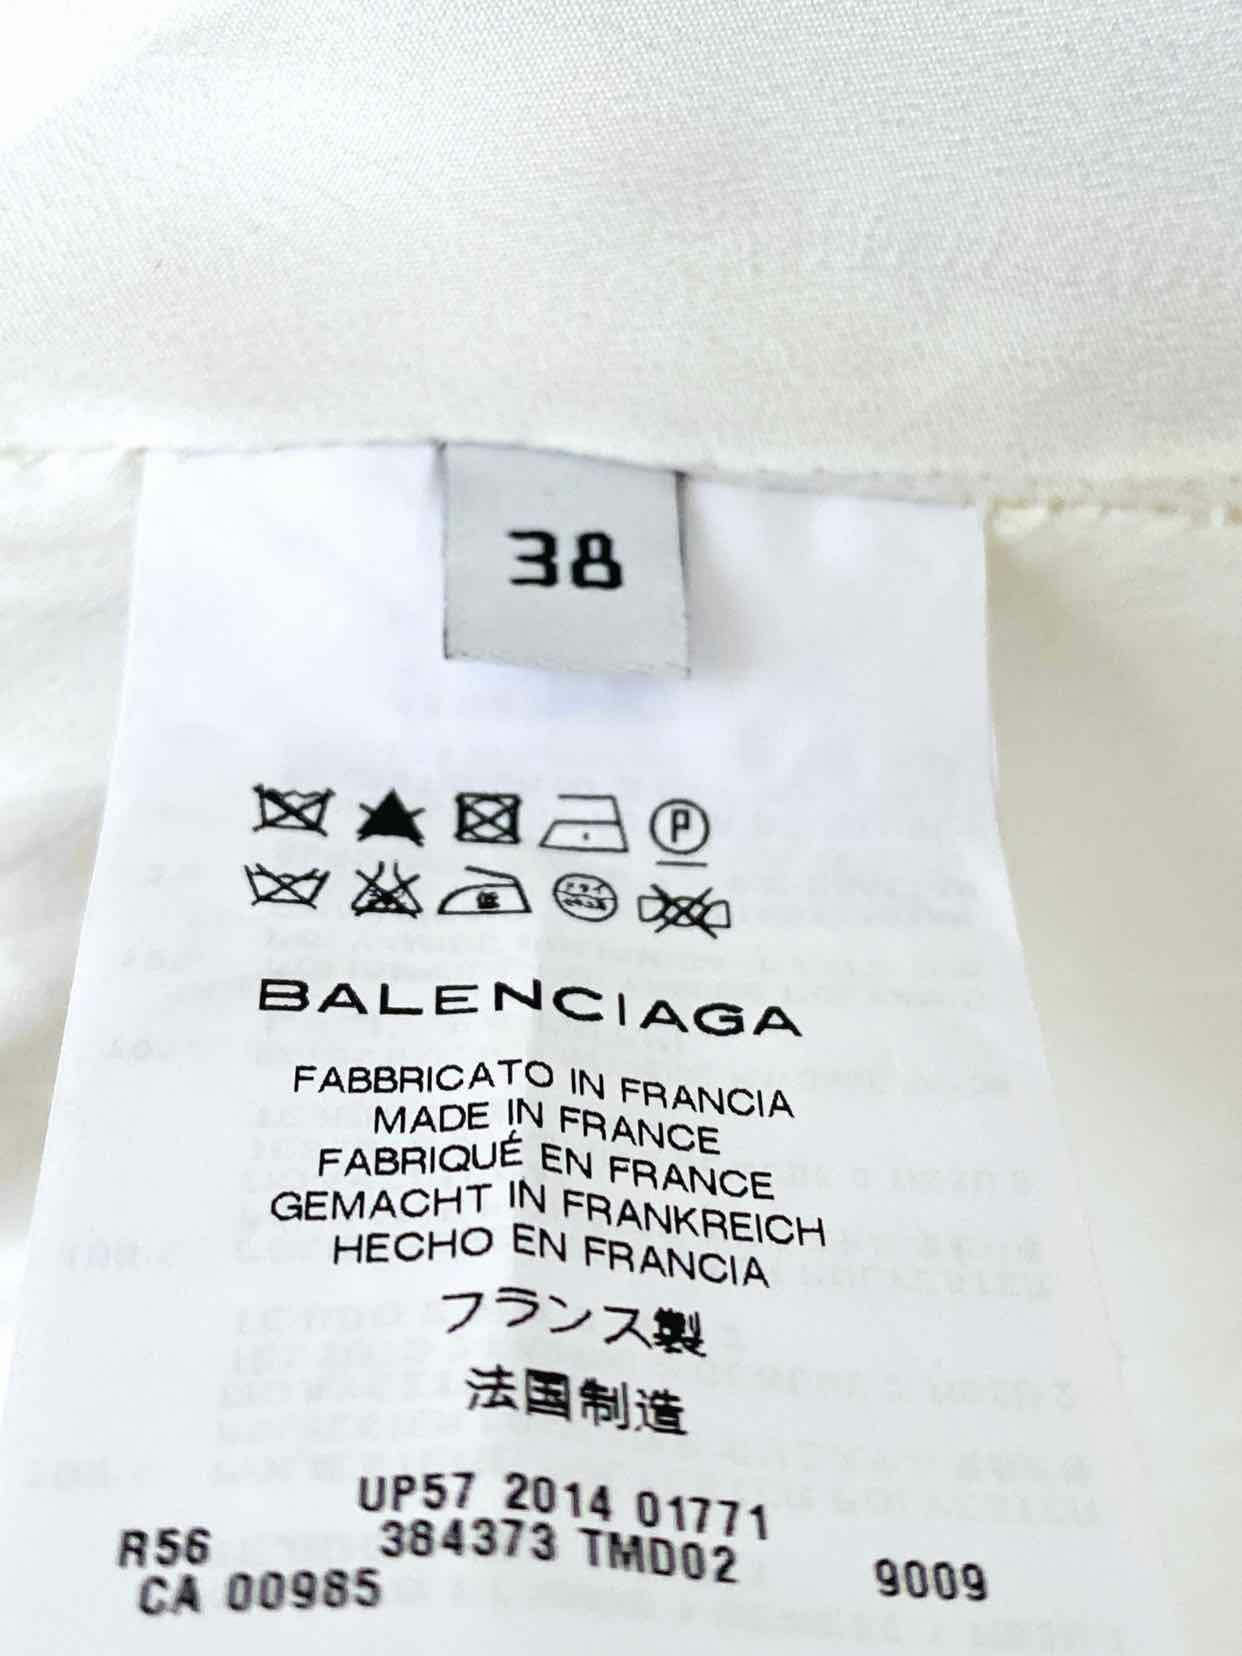 38
P
BALENCIAGA
FABBRICATO IN FRANCIA
MADE IN FRANCE
FABRIQUÉ EN FRANCE
GEMACHT IN FRANKREICH
HECHO EN FRANCIA
フランス製
法国制造
UP57 2014 01771
R56 384373 TMD02 9009
CA 00985